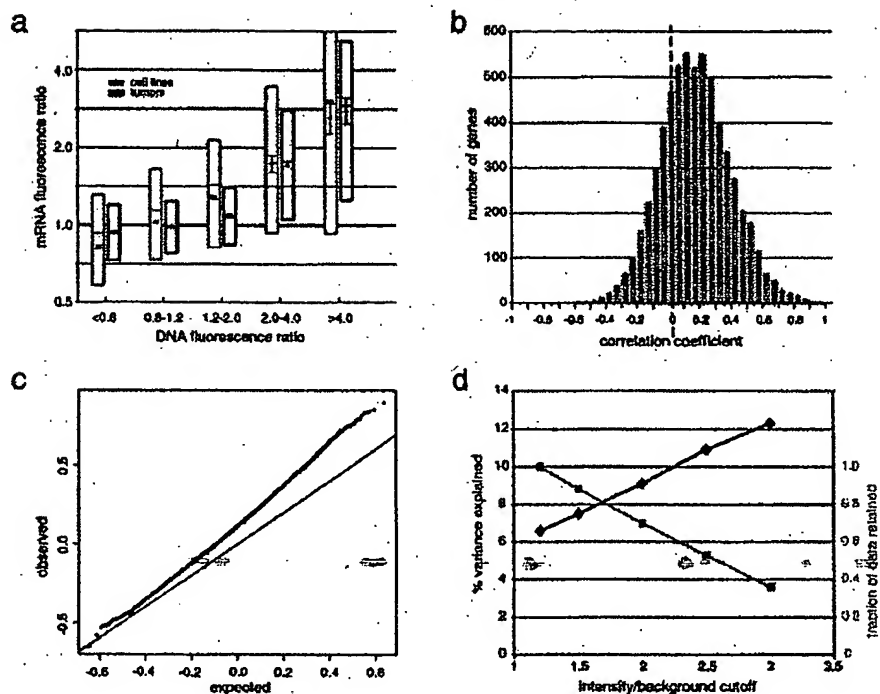 a
mRNA fluorescence ratio
4.0
2.0
1.0
0.5
cell lines
tumors
<0.8 0.8-1.2 1.2-2.0 2.0-4.0 >4.0
DNA fluorescence ratio
b
number of genes
600
500
400
300
200
100
0
-1 -0.8 -0.6 -0.4 -0.2 0 0.2 0.4 0.6 0.8 1
correlation coefficient
c
observed
0.5
0.0
-0.5
-0.6 -0.4 -0.2 0.0 0.2 0.4 0.6
expected
d
% variance explained
14
12
10
8
6
4
2
0
1.0
0.8
0.6
0.4
0.2
0
fraction of data retained
1 1.5 2 2.5 3 3.5
intensity/background cutoff